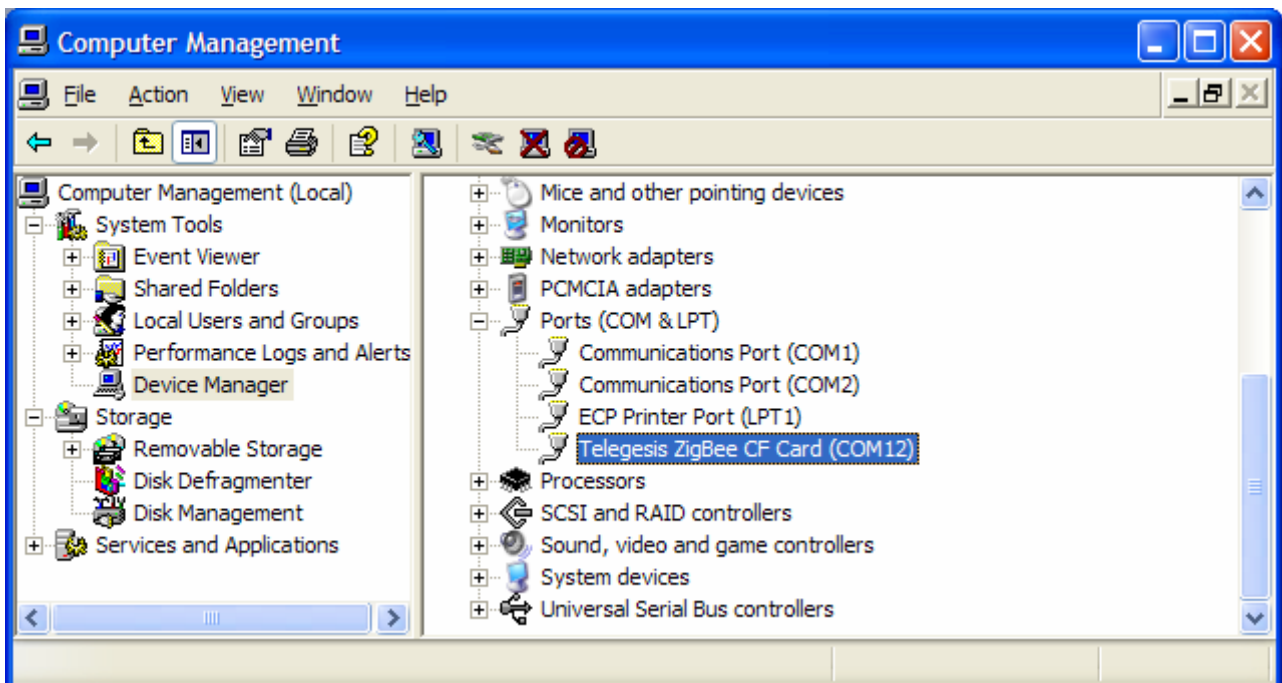 Computer Management
File Action View Window Help
Computer Management (Local)
System Tools
Event Viewer
Shared Folders
Local Users and Groups
Performance Logs and Alerts
Device Manager
Storage
Removable Storage
Disk Defragmenter
Disk Management
Services and Applications
Mice and other pointing devices
Monitors
Network adapters
PCMCIA adapters
Ports (COM & LPT)
Communications Port (COM1)
Communications Port (COM2)
ECP Printer Port (LPT1)
Telegesis ZigBee CF Card (COM12)
Processors
SCSI and RAID controllers
Sound, video and game controllers
System devices
Universal Serial Bus controllers